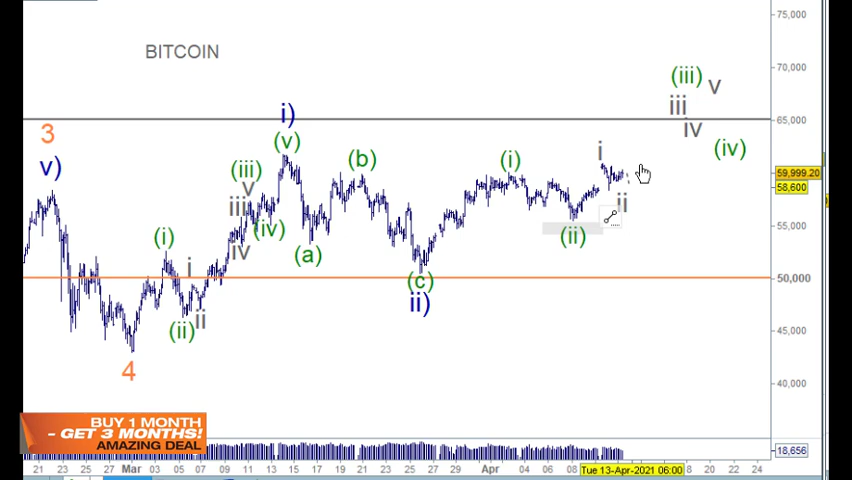 BITCOIN
75,000
70,000
65,000
59,999.20
58,600
55,000
50,000
45,000
40,000
18,656
3
v)
4
(i)
(ii)
i
ii
(iii)
v
iii
iv
(iv)
i)
(v)
(a)
(b)
(c)
ii)
(i)
(ii)
i
ii
(iii)
v
iii
iv
(iv)
BUY 1 MONTH
- GET 3 MONTHS!
AMAZING DEAL
21 23 25 27 Mar 03 05 07 09 11 13 15 17 19 21 23 25 27 29 Apr 04 06 08 Tue 13-Apr-2021 06:00 18 20 22 24